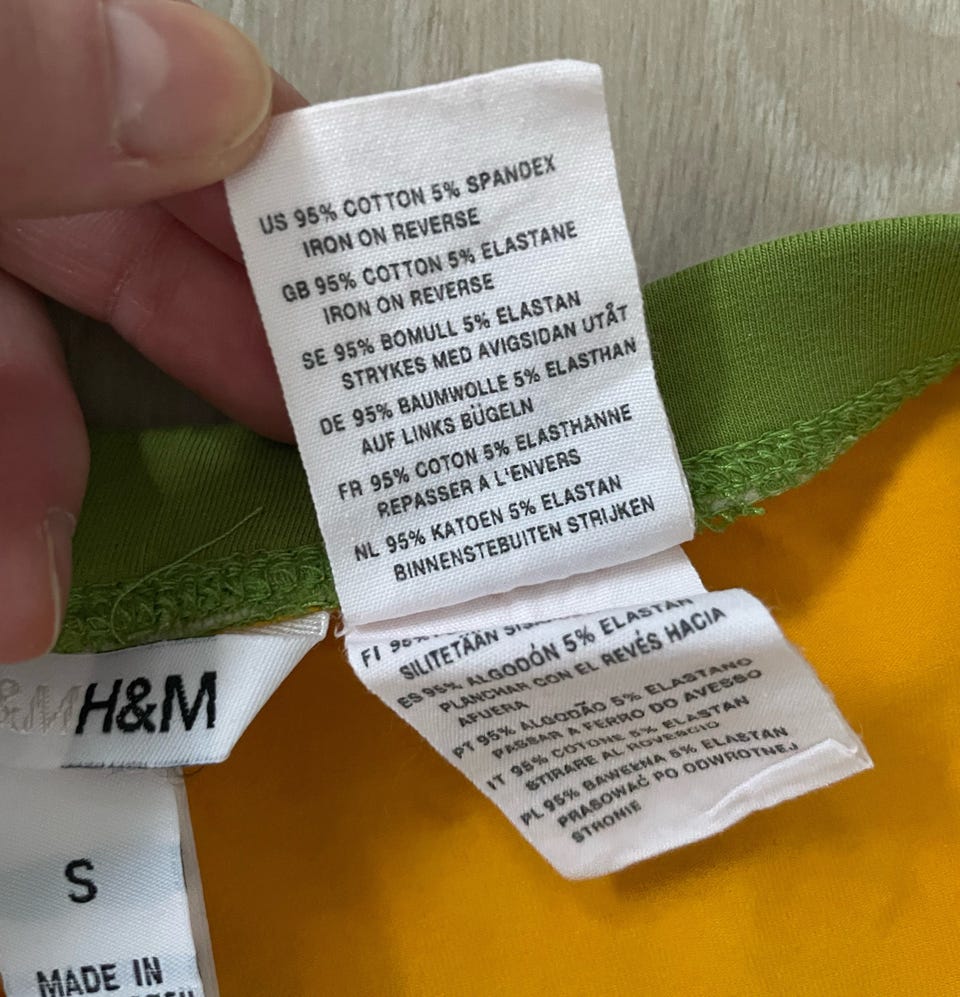 US 95% COTTON 5% SPANDEX
IRON ON REVERSE
GB 95% COTTON 5% ELASTANE
IRON ON REVERSE
SE 95% BOMULL 5% ELASTAN
STRYKES MED AVIGSIDAN UTÅT
DE 95% BAUMWOLLE 5% ELASTHAN
AUF LINKS BÜGELN
FR 95% COTON 5% ELASTHANNE
REPASSER A L'ENVERS
NL 95% KATOEN 5% ELASTAN
BINNENSTEBUITEN STRIJKEN
FI 95%
SILITETÄÄN
ES 95% ALGODÓN 5% ELASTAN
PLANCHAR CON EL REVÉS HACIA
AFUERA
PT 95% ALGODÃO 5% ELASTANO
PASSAR A FERRO DO AVESSO
IT 95% COTONE 5% ELASTAN
STIRARE AL ROVESCIO
PL 95% BAWEŁNA 5% ELASTAN
PRASOWAĆ PO ODWROTNEJ
STRONIE
H&M
S
MADE IN